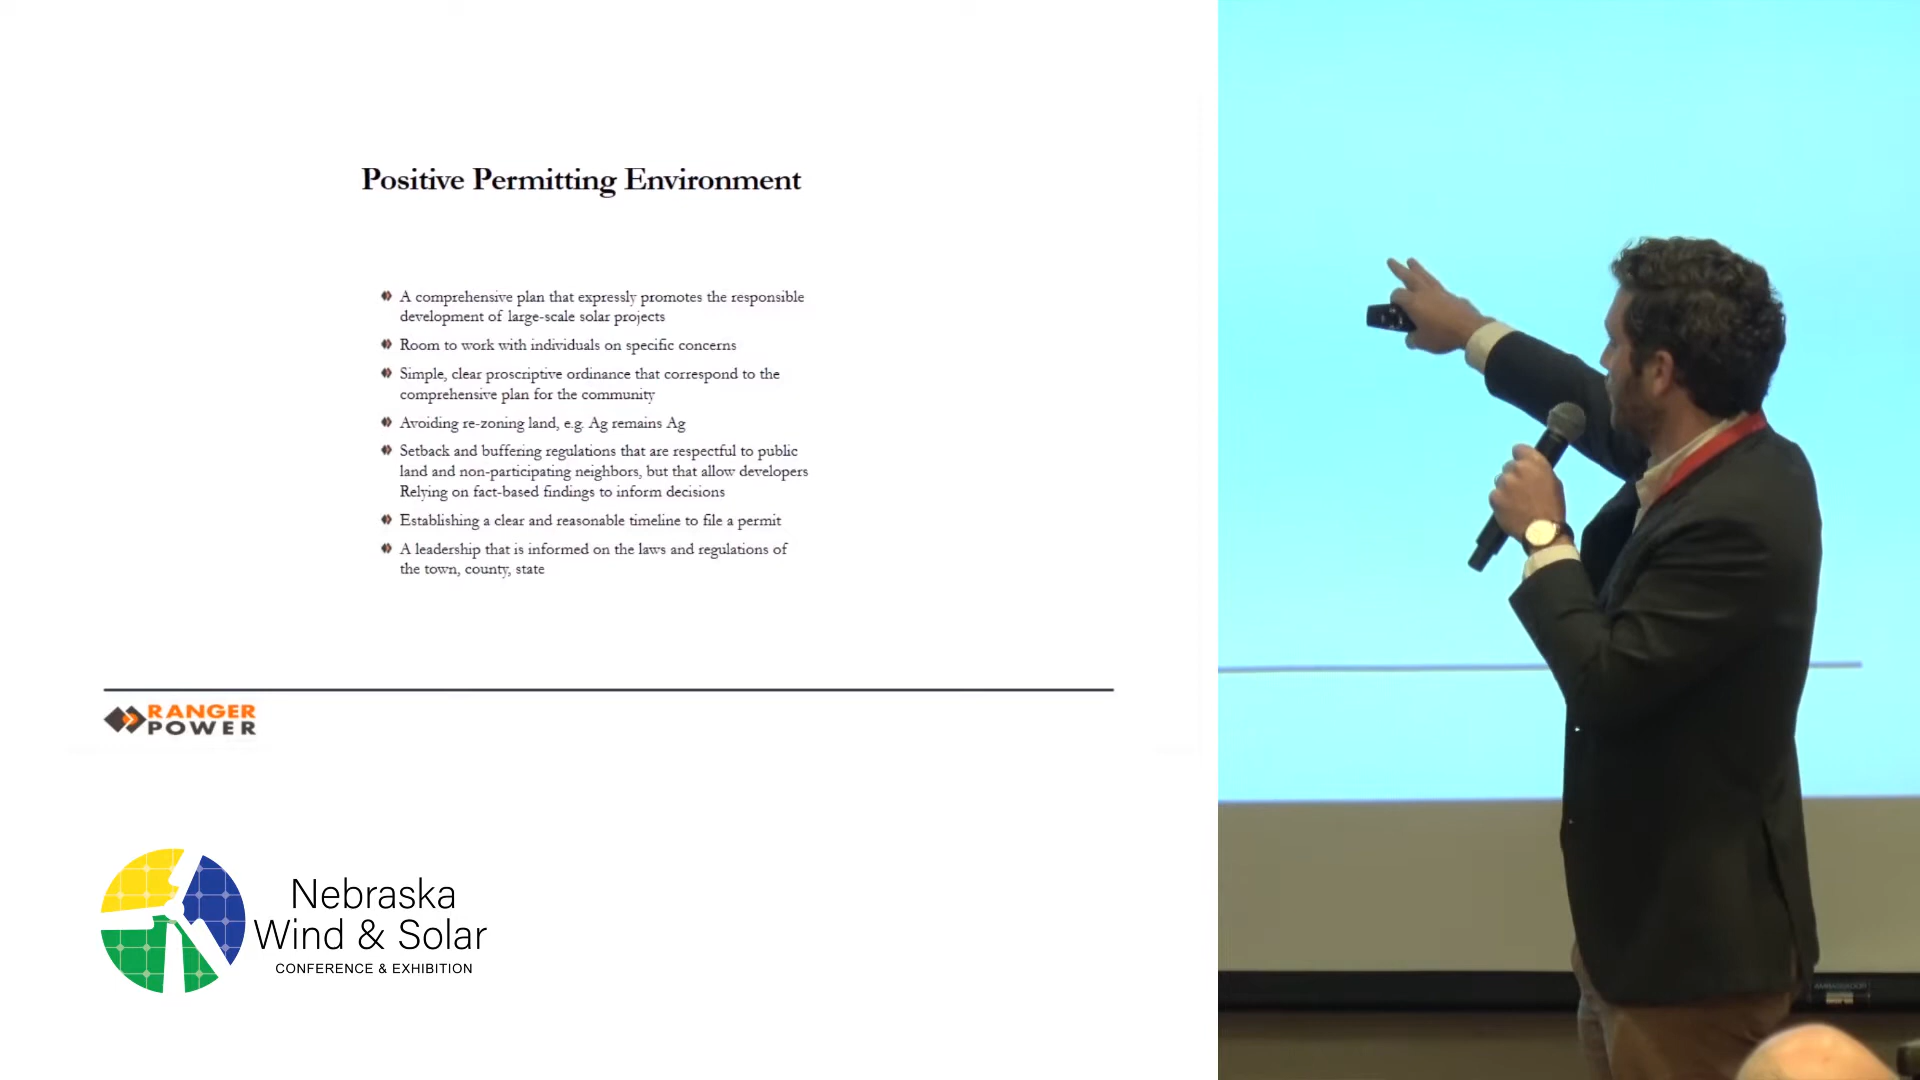 Positive Permitting Environment
A comprehensive plan that expressly promotes the responsible
development of large-scale solar projects
Room to work with individuals on specific concerns
Simple, clear proscriptive ordinance that correspond to the
comprehensive plan for the community
Avoiding re-zoning land, e.g. Ag remains Ag
Setback and buffering regulations that are respectful to public
land and non-participating neighbors, but that allow developers
Relying on fact-based findings to inform decisions
Establishing a clear and reasonable timeline to file a permit
A leadership that is informed on the laws and regulations of
the town, county, state
RANGER
POWER
Nebraska
Wind & Solar
CONFERENCE & EXHIBITION